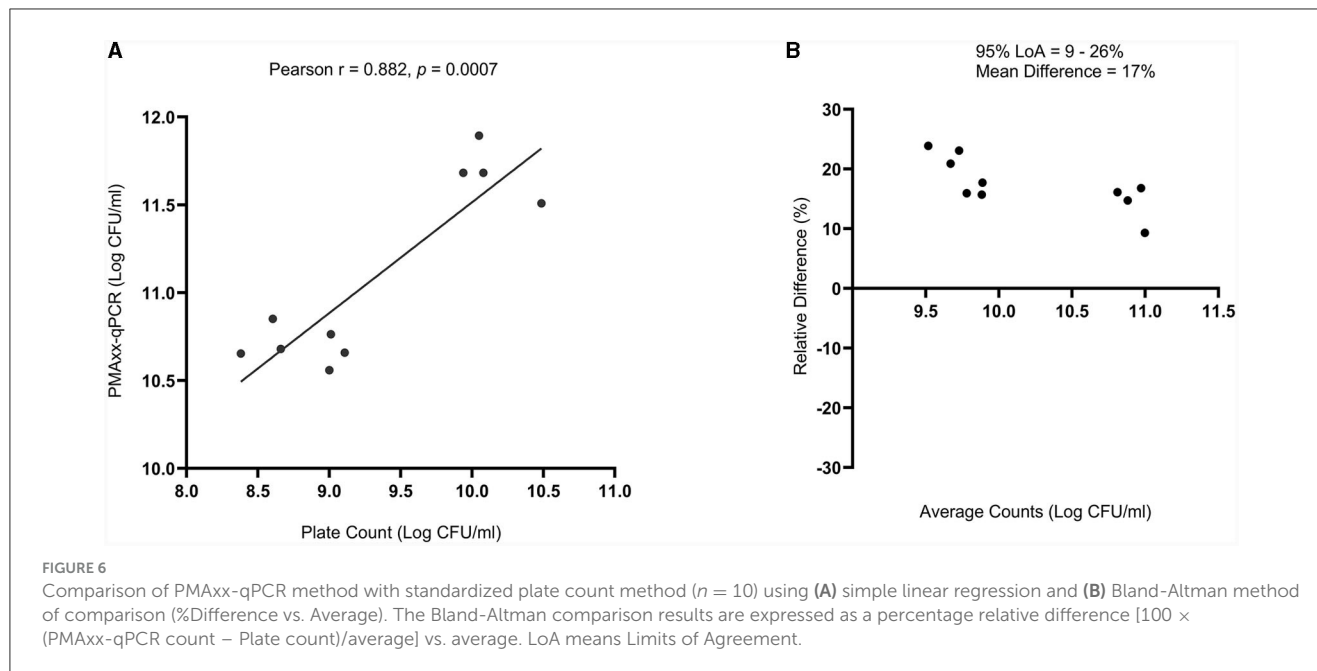 A
Pearson r = 0.882, p = 0.0007
PMAxx-qPCR (Log CFU/ml)
12.0
11.5
11.0
10.5
10.0
8.0 8.5 9.0 9.5 10.0 10.5 11.0
Plate Count (Log CFU/ml)
B
95% LoA = 9 - 26%
Mean Difference = 17%
Relative Difference (%)
30
20
10
0
-10
-20
-30
9.5 10.0 10.5 11.0 11.5
Average Counts (Log CFU/ml)
FIGURE 6
Comparison of PMAxx-qPCR method with standardized plate count method (n = 10) using (A) simple linear regression and (B) Bland-Altman method
of comparison (%Difference vs. Average). The Bland-Altman comparison results are expressed as a percentage relative difference [100 ×
(PMAxx-qPCR count – Plate count)/average] vs. average. LoA means Limits of Agreement.